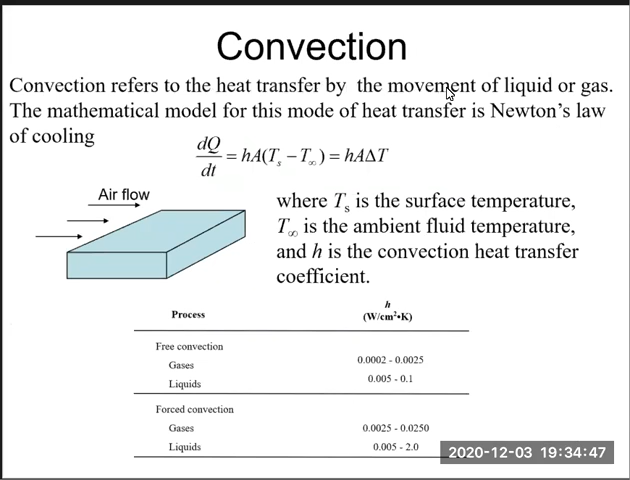 Convection
Convection refers to the heat transfer by the movement of liquid or gas.
The mathematical model for this mode of heat transfer is Newton's law
of cooling
dQ/dt = hA(Tₛ − T∞) = hAΔT
Air flow
where Tₛ is the surface temperature,
T∞ is the ambient fluid temperature,
and h is the convection heat transfer
coefficient.
Process h (W/cm²•K)
Free convection
Gases 0.0002 - 0.0025
Liquids 0.005 - 0.1
Forced convection
Gases 0.0025 - 0.0250
Liquids 0.005 - 2.0
2020-12-03 19:34:47